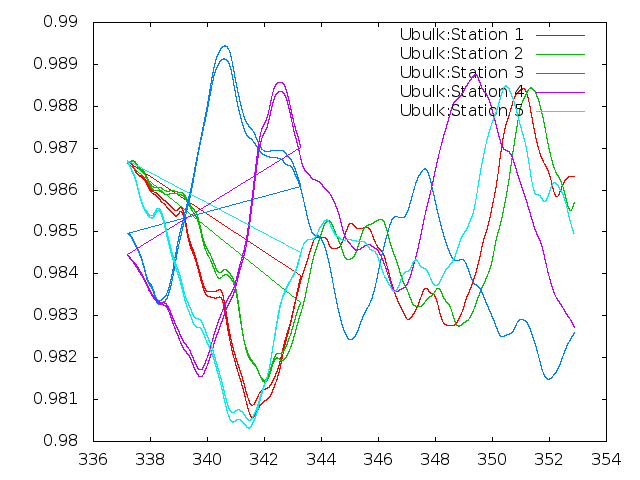 0.99
0.989
0.988
0.987
0.986
0.985
0.984
0.983
0.982
0.981
0.98
336 338 340 342 344 346 348 350 352 354
Ubulk:Station 1
Ubulk:Station 2
Ubulk:Station 3
Ubulk:Station 4
Ubulk:Station 5